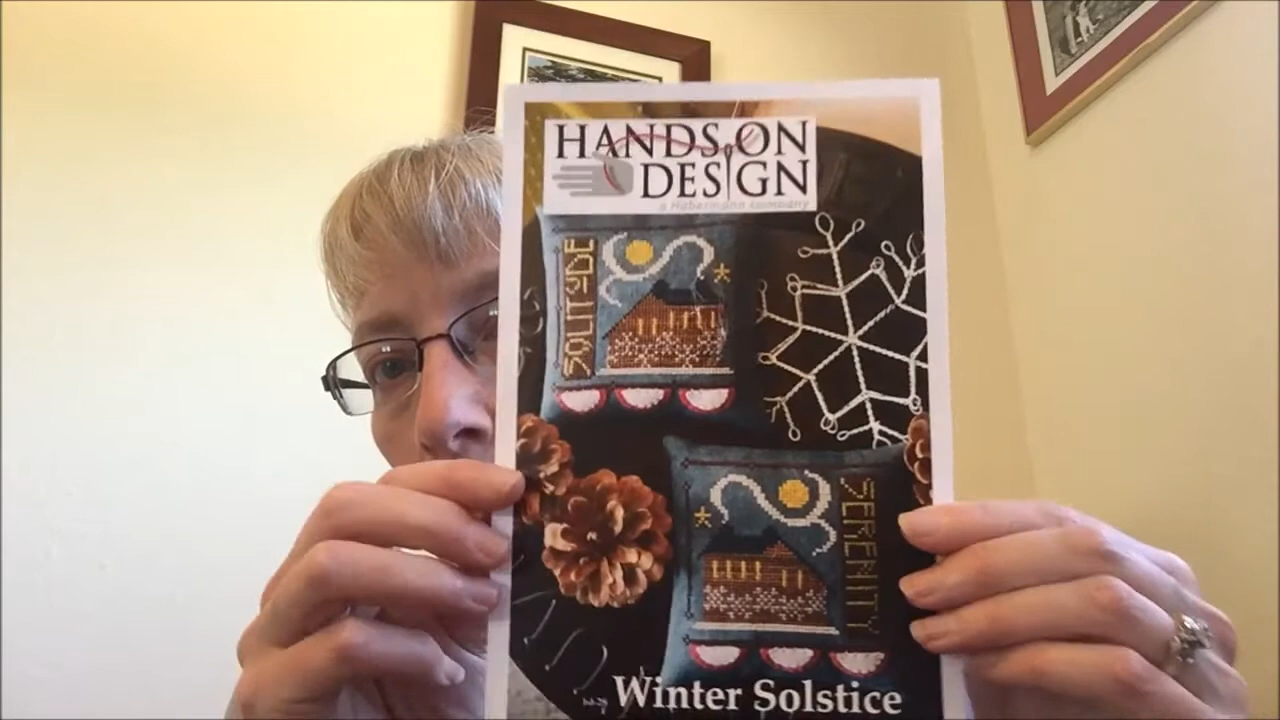 HANDS ON
DESIGN
a Habermann company
SOLITUDE
SERENITY
Winter Solstice